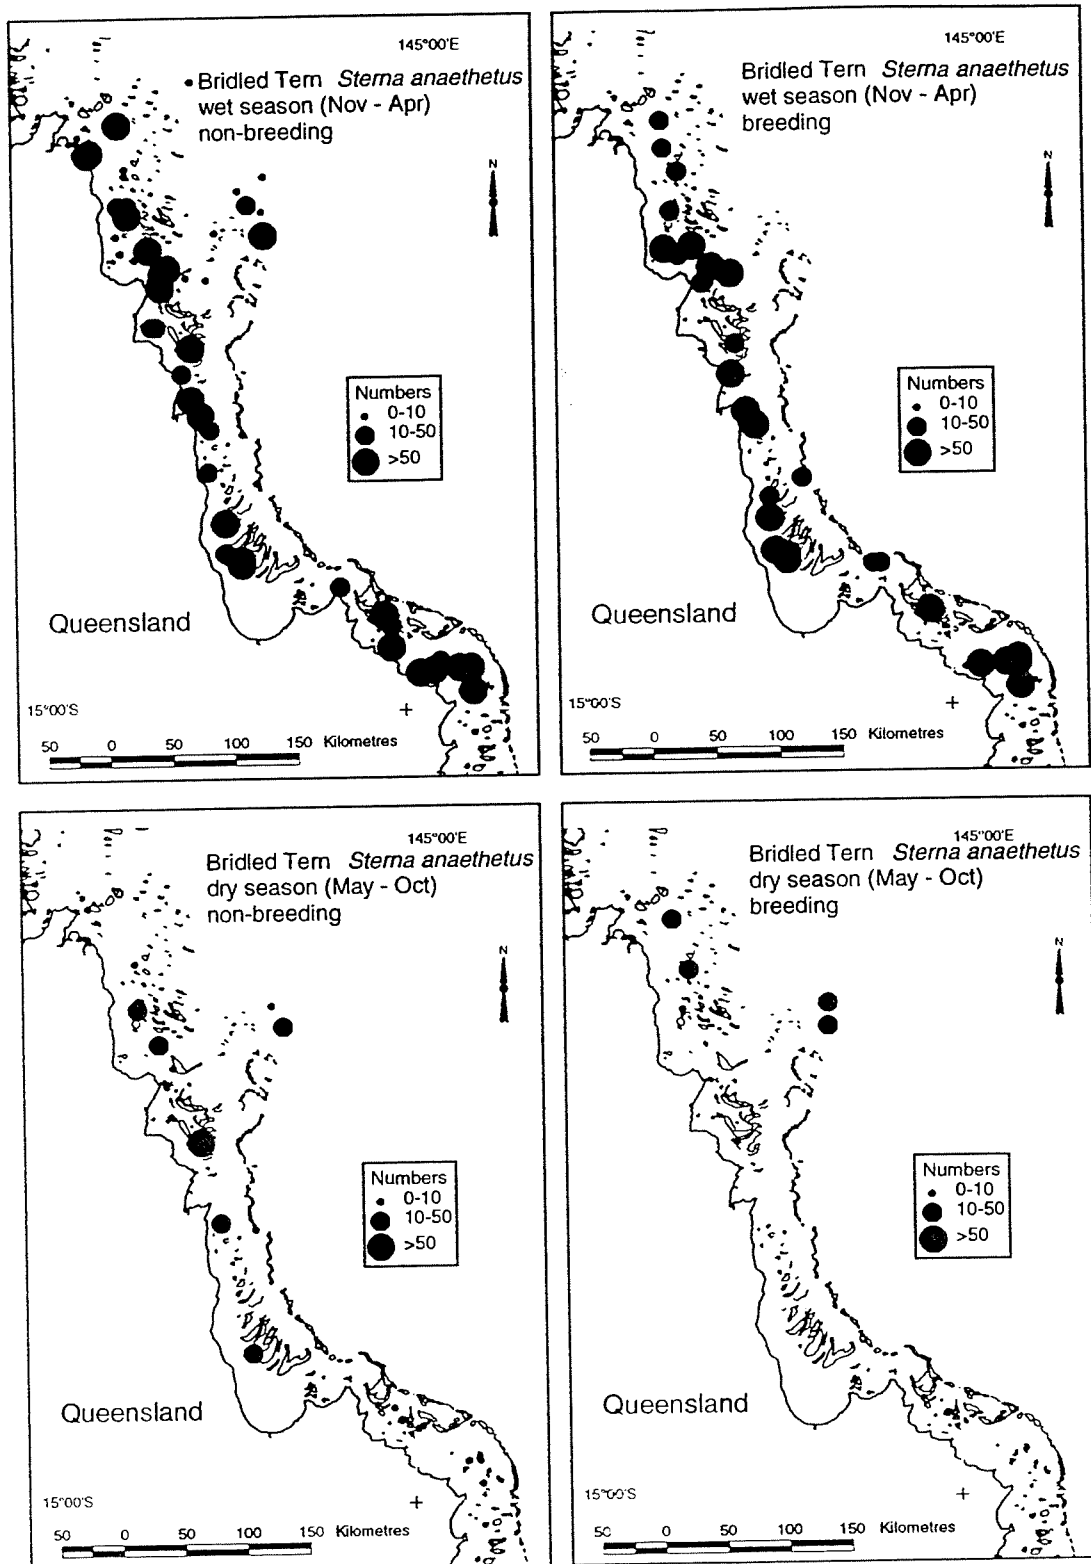 145°00'E
Bridled Tern Sterna anaethetus
wet season (Nov - Apr)
non-breeding
N
Numbers
0-10
10-50
>50
Queensland
15°00'S
50 0 50 100 150 Kilometres
145°00'E
Bridled Tern Sterna anaethetus
wet season (Nov - Apr)
breeding
N
Numbers
0-10
10-50
>50
Queensland
15°00'S
50 0 50 100 150 Kilometres
145°00'E
Bridled Tern Sterna anaethetus
dry season (May - Oct)
non-breeding
N
Numbers
0-10
10-50
>50
Queensland
15°00'S
50 0 50 100 150 Kilometres
145°00'E
Bridled Tern Sterna anaethetus
dry season (May - Oct)
breeding
N
Numbers
0-10
10-50
>50
Queensland
15°00'S
50 0 50 100 150 Kilometres